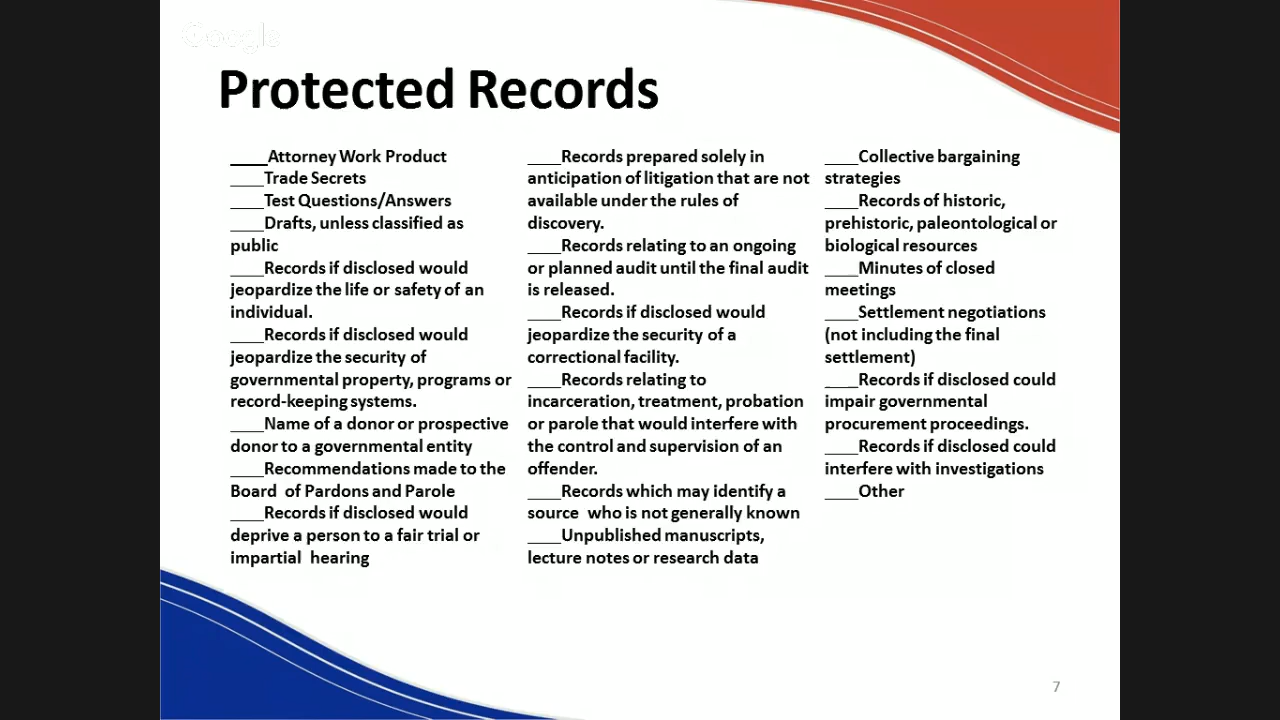 Google
Protected Records
____Attorney Work Product
____Trade Secrets
____Test Questions/Answers
____Drafts, unless classified as
public
____Records if disclosed would
jeopardize the life or safety of an
individual.
____Records if disclosed would
jeopardize the security of
governmental property, programs or
record-keeping systems.
____Name of a donor or prospective
donor to a governmental entity
____Recommendations made to the
Board of Pardons and Parole
____Records if disclosed would
deprive a person to a fair trial or
impartial hearing
____Records prepared solely in
anticipation of litigation that are not
available under the rules of
discovery.
____Records relating to an ongoing
or planned audit until the final audit
is released.
____Records if disclosed would
jeopardize the security of a
correctional facility.
____Records relating to
incarceration, treatment, probation
or parole that would interfere with
the control and supervision of an
offender.
____Records which may identify a
source who is not generally known
____Unpublished manuscripts,
lecture notes or research data
____Collective bargaining
strategies
____Records of historic,
prehistoric, paleontological or
biological resources
____Minutes of closed
meetings
____Settlement negotiations
(not including the final
settlement)
____Records if disclosed could
impair governmental
procurement proceedings.
____Records if disclosed could
interfere with investigations
____Other
7